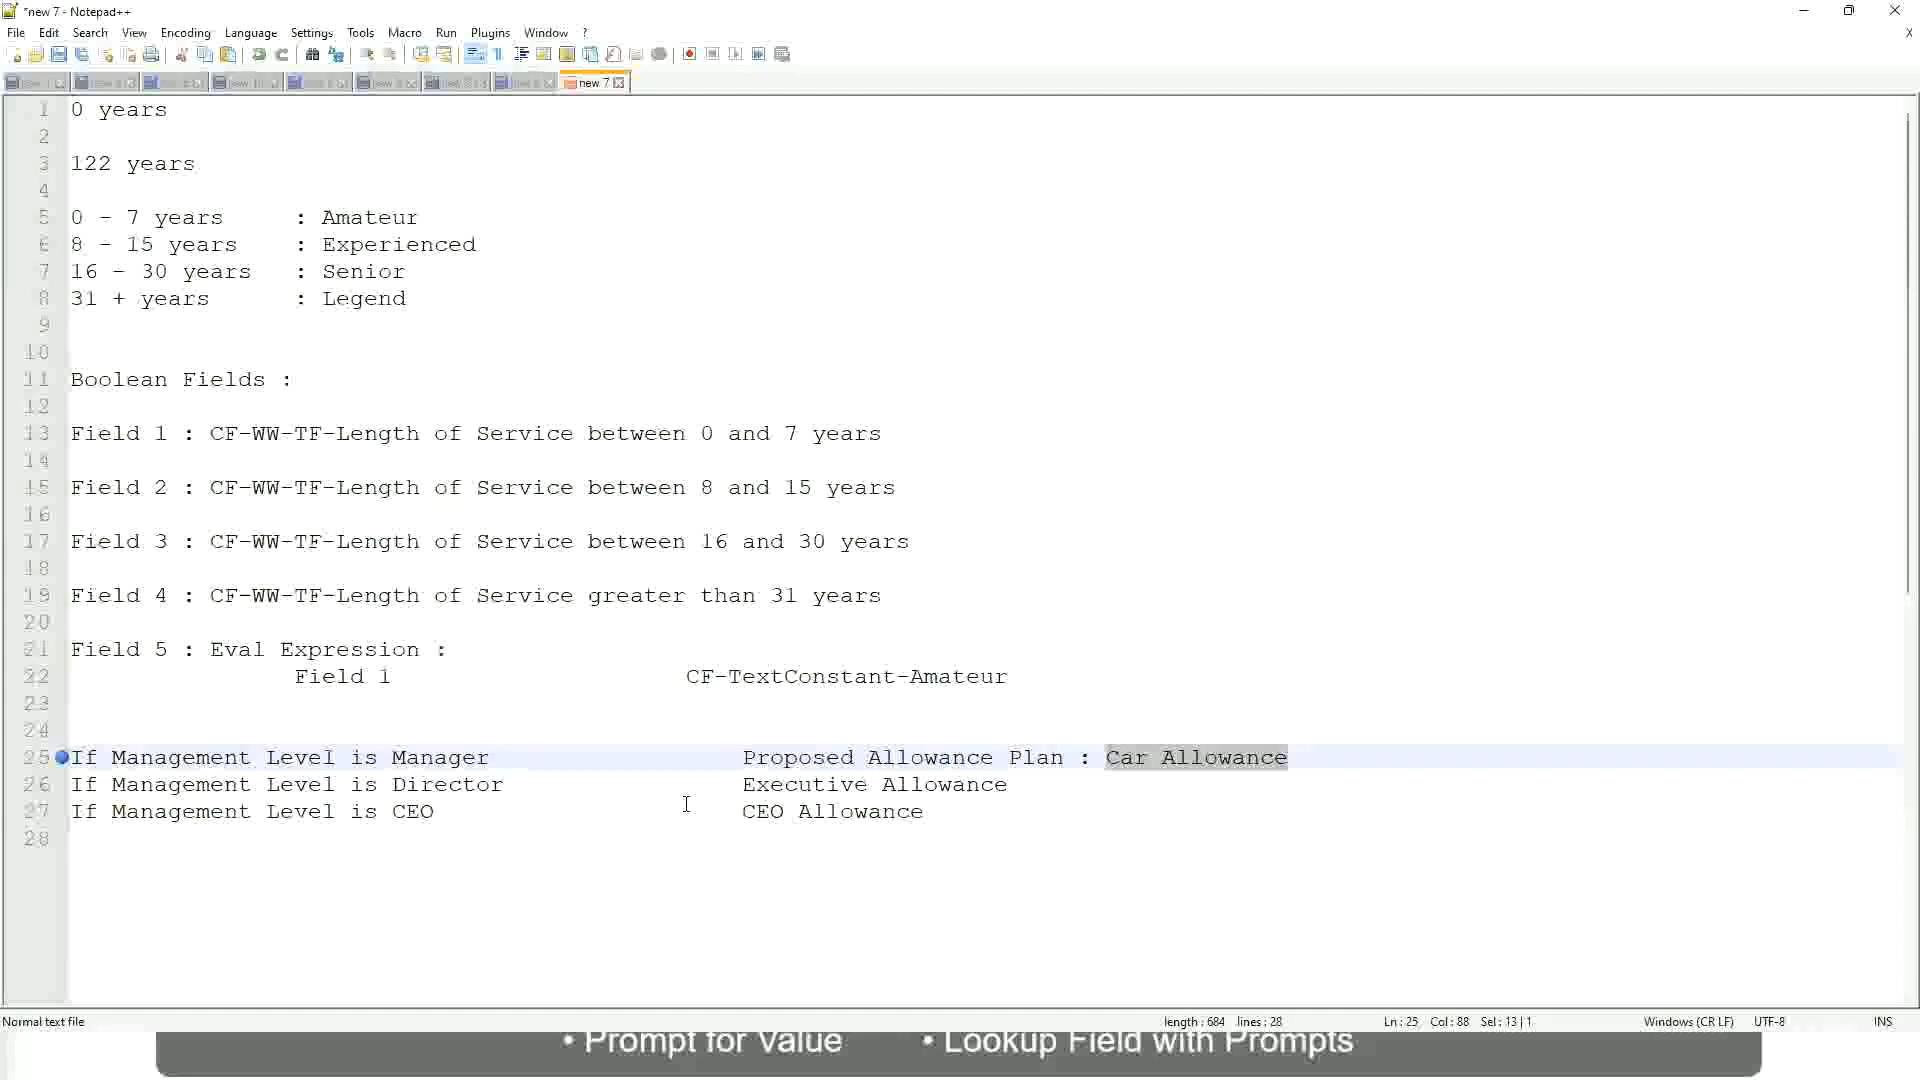 *new 7 - Notepad++
File Edit Search View Encoding Language Settings Tools Macro Run Plugins Window ? X
new 7
1 0 years
2
3 122 years
4
5 0 - 7 years : Amateur
6 8 - 15 years : Experienced
7 16 - 30 years : Senior
8 31 + years : Legend
9
10
11 Boolean Fields :
12
13 Field 1 : CF-WW-TF-Length of Service between 0 and 7 years
14
15 Field 2 : CF-WW-TF-Length of Service between 8 and 15 years
16
17 Field 3 : CF-WW-TF-Length of Service between 16 and 30 years
18
19 Field 4 : CF-WW-TF-Length of Service greater than 31 years
20
21 Field 5 : Eval Expression :
22 Field 1 CF-TextConstant-Amateur
23
24
25 If Management Level is Manager Proposed Allowance Plan : Car Allowance
26 If Management Level is Director Executive Allowance
27 If Management Level is CEO CEO Allowance
28
Normal text file length : 684 lines : 28 Ln : 25 Col : 88 Sel : 13 | 1 Windows (CR LF) UTF-8 INS
• Prompt for Value • Lookup Field with Prompts